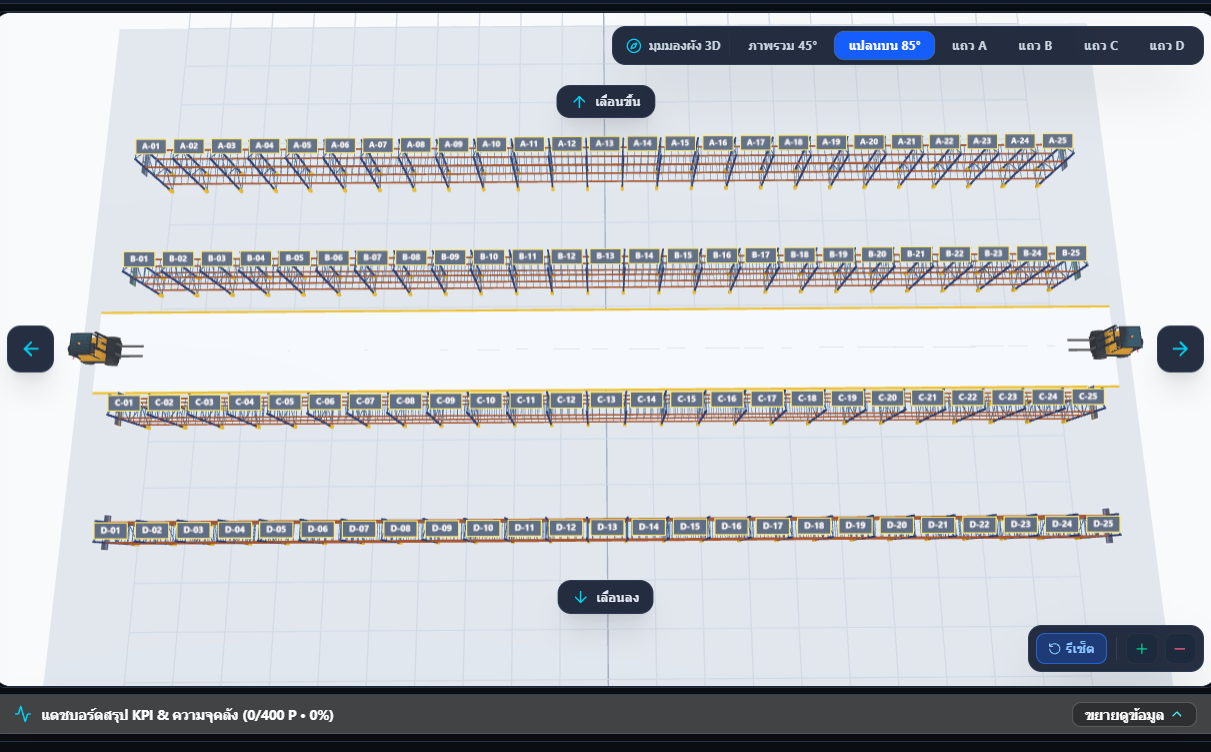 มุมมองผัง 3D ภาพรวม 45° แปลนบน 85° แถว A แถว B แถว C แถว D
เลื่อนขึ้น
A-01 A-02 A-03 A-04 A-05 A-06 A-07 A-08 A-09 A-10 A-11 A-12 A-13 A-14 A-15 A-16 A-17 A-18 A-19 A-20 A-21 A-22 A-23 A-24 A-25
B-01 B-02 B-03 B-04 B-05 B-06 B-07 B-08 B-09 B-10 B-11 B-12 B-13 B-14 B-15 B-16 B-17 B-18 B-19 B-20 B-21 B-22 B-23 B-24 B-25
C-01 C-02 C-03 C-04 C-05 C-06 C-07 C-08 C-09 C-10 C-11 C-12 C-13 C-14 C-15 C-16 C-17 C-18 C-19 C-20 C-21 C-22 C-23 C-24 C-25
D-01 D-02 D-03 D-04 D-05 D-06 D-07 D-08 D-09 D-10 D-11 D-12 D-13 D-14 D-15 D-16 D-17 D-18 D-19 D-20 D-21 D-22 D-23 D-24 D-25
เลื่อนลง
รีเซ็ต
แดชบอร์ดสรุป KPI & ความจุคลัง (0/400 P • 0%) ขยายดูข้อมูล